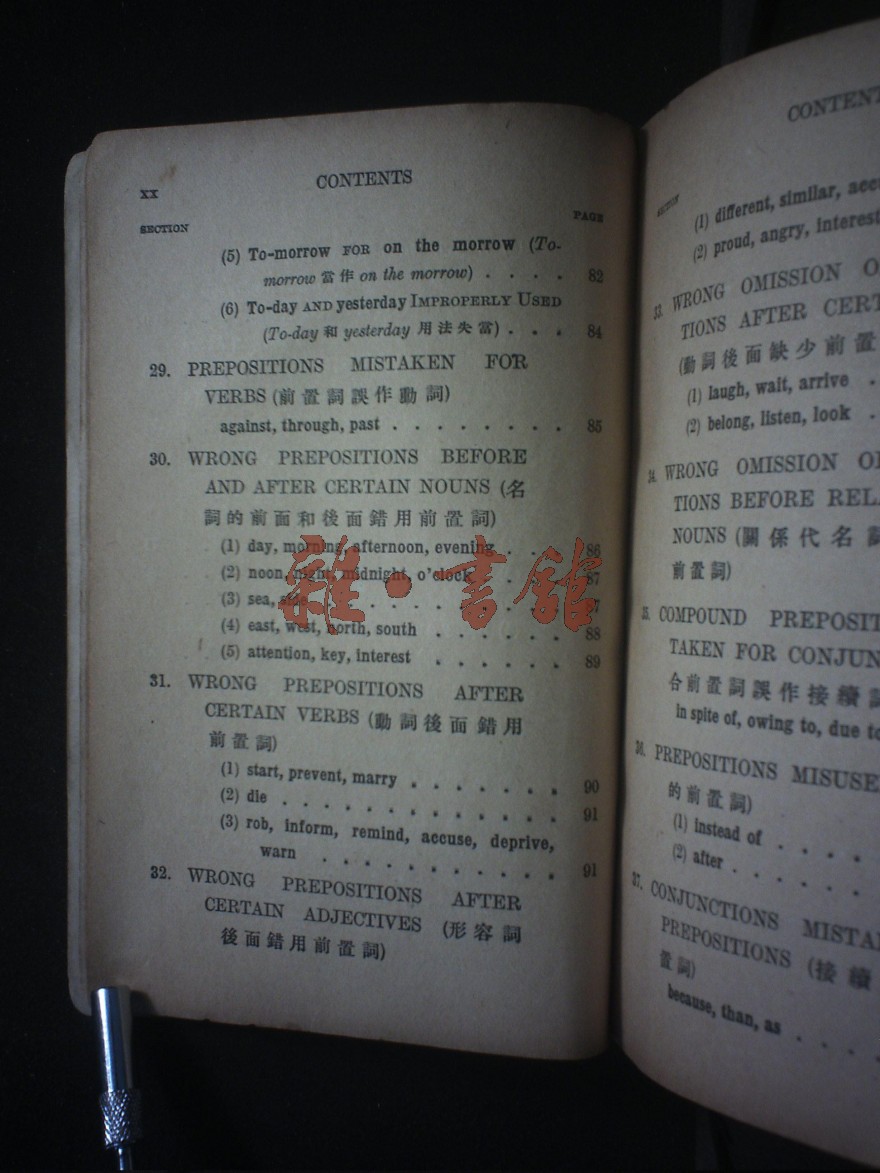 xx CONTENTS
SECTION PAGE
(5) To-morrow FOR on the morrow (To-
morrow 當作 on the morrow) . . . . 82
(6) To-day AND yesterday IMPROPERLY USED
(To-day 和 yesterday 用法失當) . . . 84
29. PREPOSITIONS MISTAKEN FOR
VERBS (前置詞誤作動詞)
against, through, past . . . . . . . . 85
30. WRONG PREPOSITIONS BEFORE
AND AFTER CERTAIN NOUNS (名
詞的前面和後面錯用前置詞)
(1) day, morning, afternoon, evening . . . . 86
(2) noon, night, midnight, o'clock . . . . 87
(3) sea, . . . . . . . 87
(4) east, west, north, south . . . . . . 88
(5) attention, key, interest . . . . . . 89
31. WRONG PREPOSITIONS AFTER
CERTAIN VERBS (動詞後面錯用
前置詞)
(1) start, prevent, marry . . . . . . . 90
(2) die . . . . . . . . . . . 91
(3) rob, inform, remind, accuse, deprive,
warn . . . . . . . . . 91
32. WRONG PREPOSITIONS AFTER
CERTAIN ADJECTIVES (形容詞
後面錯用前置詞)
雜·書館
CONTENT
SECTION
(1) different, similar, acc
(2) proud, angry, interest
33. WRONG OMISSION O
TIONS AFTER CERT
(動詞後面缺少前置
(1) laugh, wait, arrive .
(2) belong, listen, look .
34. WRONG OMISSION O
TIONS BEFORE REL
NOUNS (關係代名詞
前置詞)
35. COMPOUND PREPOSIT
TAKEN FOR CONJUN
合前置詞誤作接續詞
in spite of, owing to, due to
36. PREPOSITIONS MISUSE
的前置詞)
(1) instead of . . . .
(2) after . . . . . .
37. CONJUNCTIONS MISTA
PREPOSITIONS (接續
置詞)
because, than, as . . . .